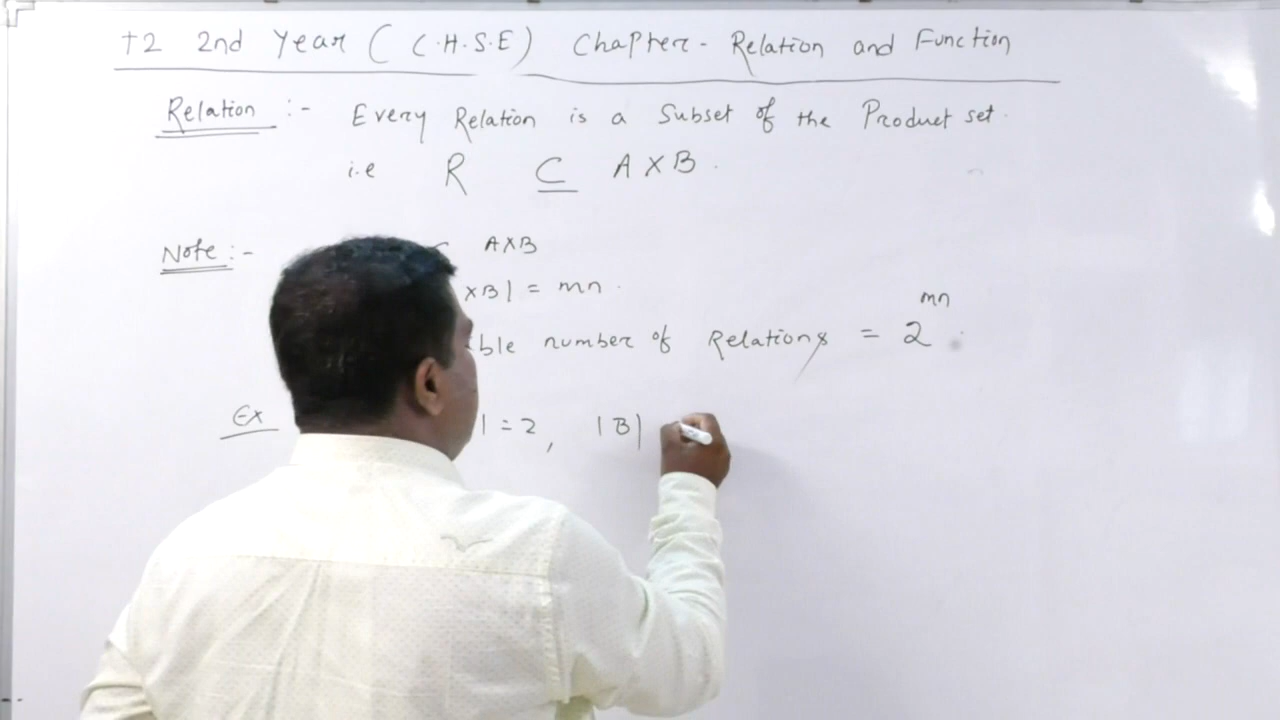 +2 2nd Year (C.H.S.E) Chapter - Relation and Function
Relation :- Every Relation is a Subset of the Product set.
i.e R ⊆ A X B .
Note :- A X B
X B| = mn .
ble number of Relations = 2^mn .
Ex | = 2 , |B|